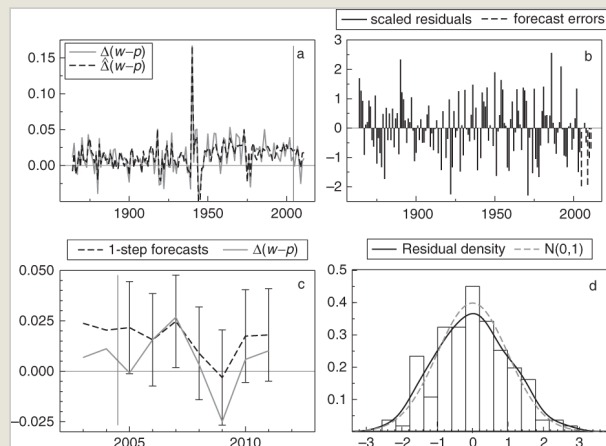 Δ(w–p)
Δ̂(w–p)
a
0.15
0.10
0.05
0.00
1900
1950
2000
scaled residuals
forecast errors
b
3
2
1
0
−1
−2
1900
1950
2000
1-step forecasts
Δ(w–p)
c
0.050
0.025
0.000
−0.025
2005
2010
Residual density
N(0,1)
d
0.5
0.4
0.3
0.2
0.1
−3
−2
−1
0
1
2
3